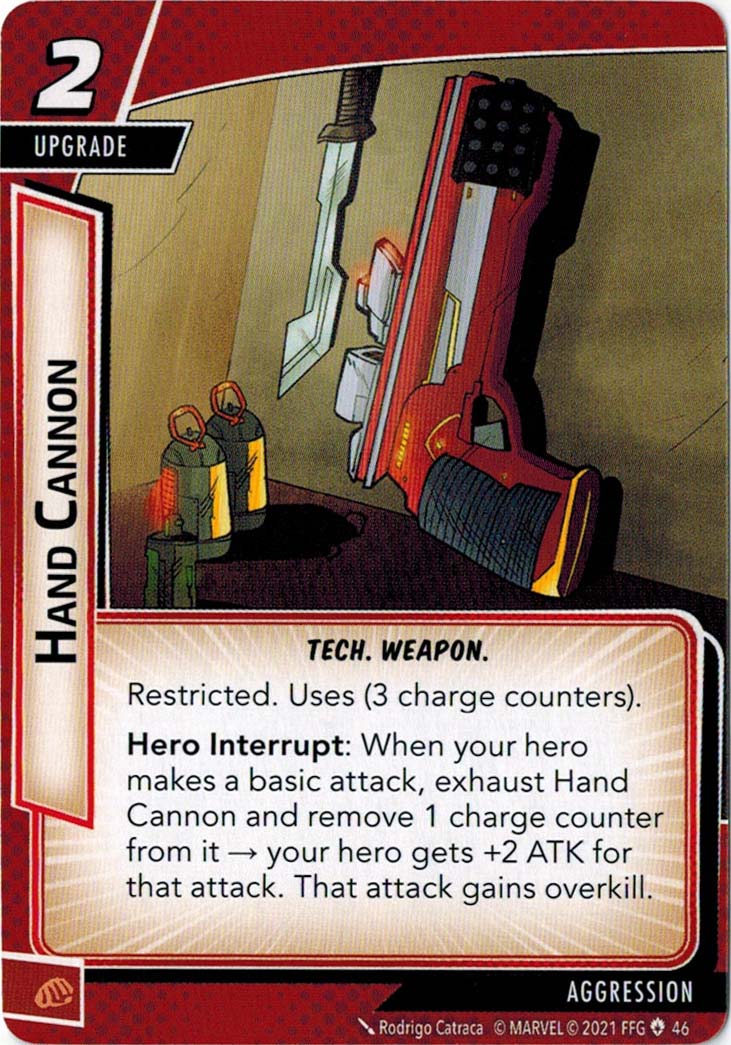 2
UPGRADE
HAND CANNON
TECH. WEAPON.
Restricted. Uses (3 charge counters).
Hero Interrupt: When your hero
makes a basic attack, exhaust Hand
Cannon and remove 1 charge counter
from it → your hero gets +2 ATK for
that attack. That attack gains overkill.
AGGRESSION
Rodrigo Catraca © MARVEL © 2021 FFG 46